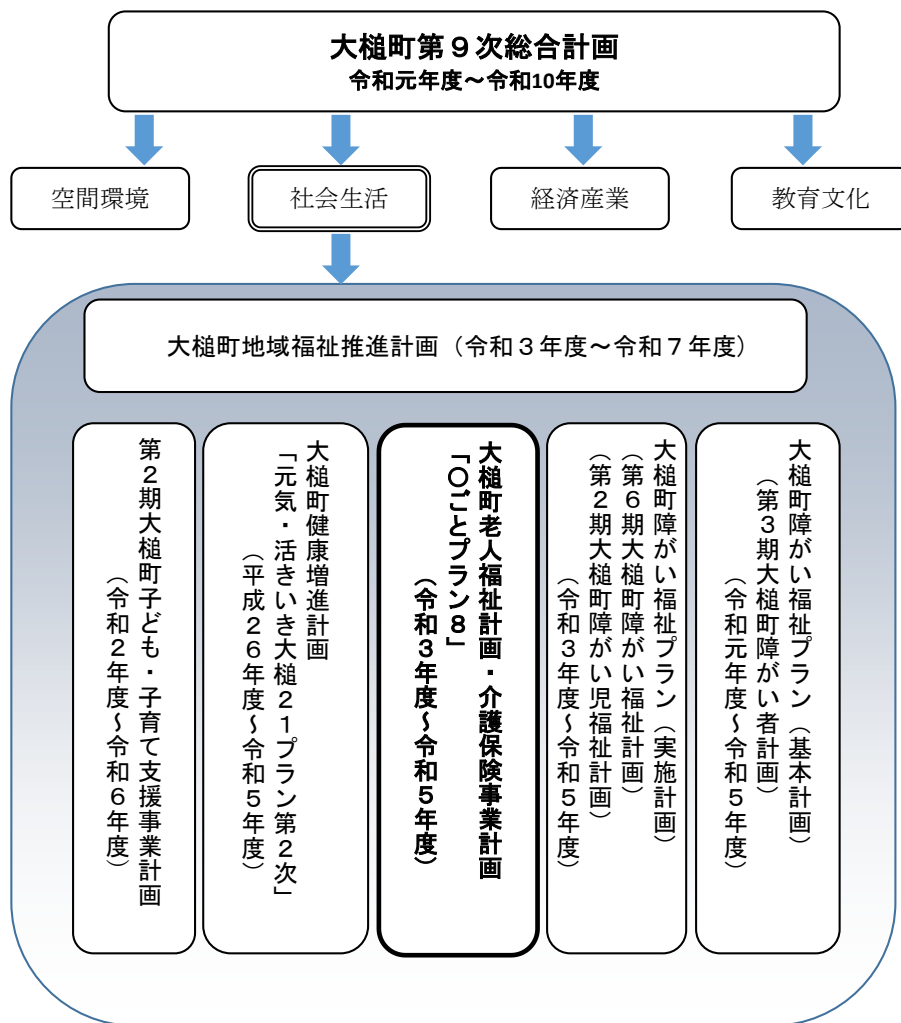 大槌町第９次総合計画
令和元年度～令和10年度
空間環境
社会生活
経済産業
教育文化
大槌町地域福祉推進計画（令和３年度～令和７年度）
大槌町障がい福祉プラン（基本計画）
（第３期大槌町障がい者計画）
（令和元年度～令和５年度）
大槌町障がい福祉プラン（実施計画）
（第６期大槌町障がい福祉計画）
（第２期大槌町障がい児福祉計画）
（令和３年度～令和５年度）
大槌町老人福祉計画・介護保険事業計画
「〇ごとプラン８」
（令和３年度～令和５年度）
大槌町健康増進計画
「元気・活きいき大槌２１プラン第２次」
（平成２６年度～令和５年度）
第２期大槌町子ども・子育て支援事業計画
（令和２年度～令和６年度）